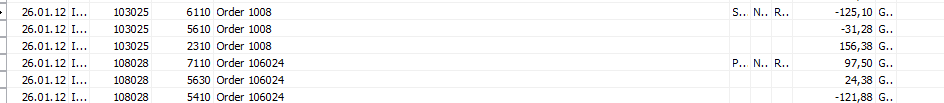 26.01.12 I... 103025 6110 Order 1008 S... N... R... -125,10 G...
26.01.12 I... 103025 5610 Order 1008 -31,28 G...
26.01.12 I... 103025 2310 Order 1008 156,38 G...
26.01.12 I... 108028 7110 Order 106024 P... N... R... 97,50 G...
26.01.12 I... 108028 5630 Order 106024 24,38 G...
26.01.12 I... 108028 5410 Order 106024 -121,88 G...